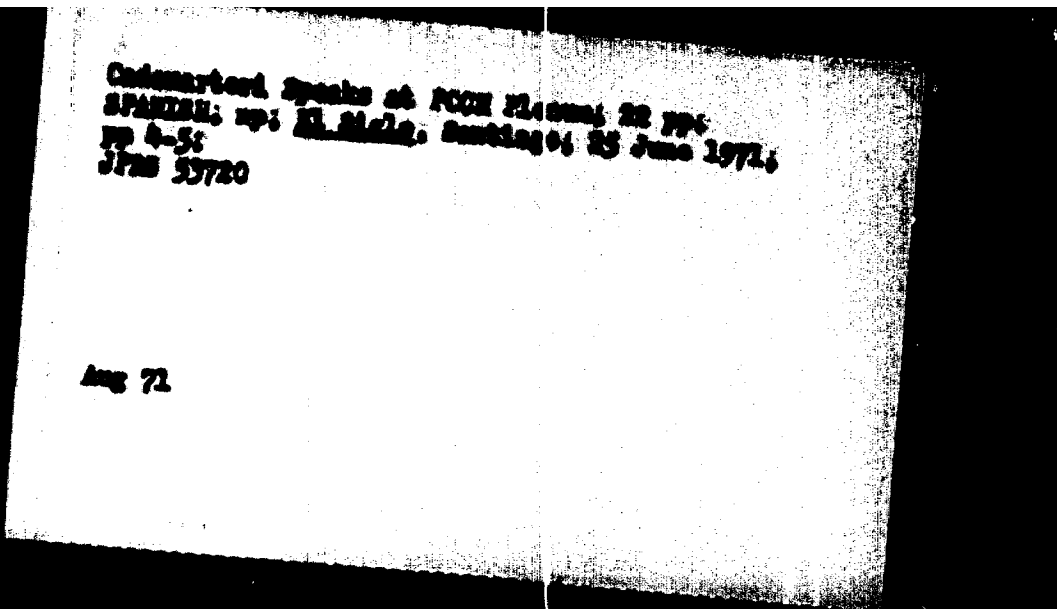 Codemartori Speaks at PCCH Plenum; 22 pp;
SPANISH; np; El Siglo, Santiago; 25 June 1971;
pp 4-5;
JPRS 53720
Aug 71